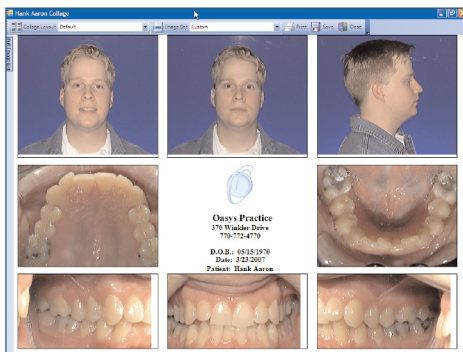 Hank Aaron Collage
Collage Layout Default Image Set Custom Print Save Close
Oasys Practice
370 Winkler Drive
770-772-4770
D.O.B.: 05/15/1970
Date: 3/23/2007
Patient: Hank Aaron